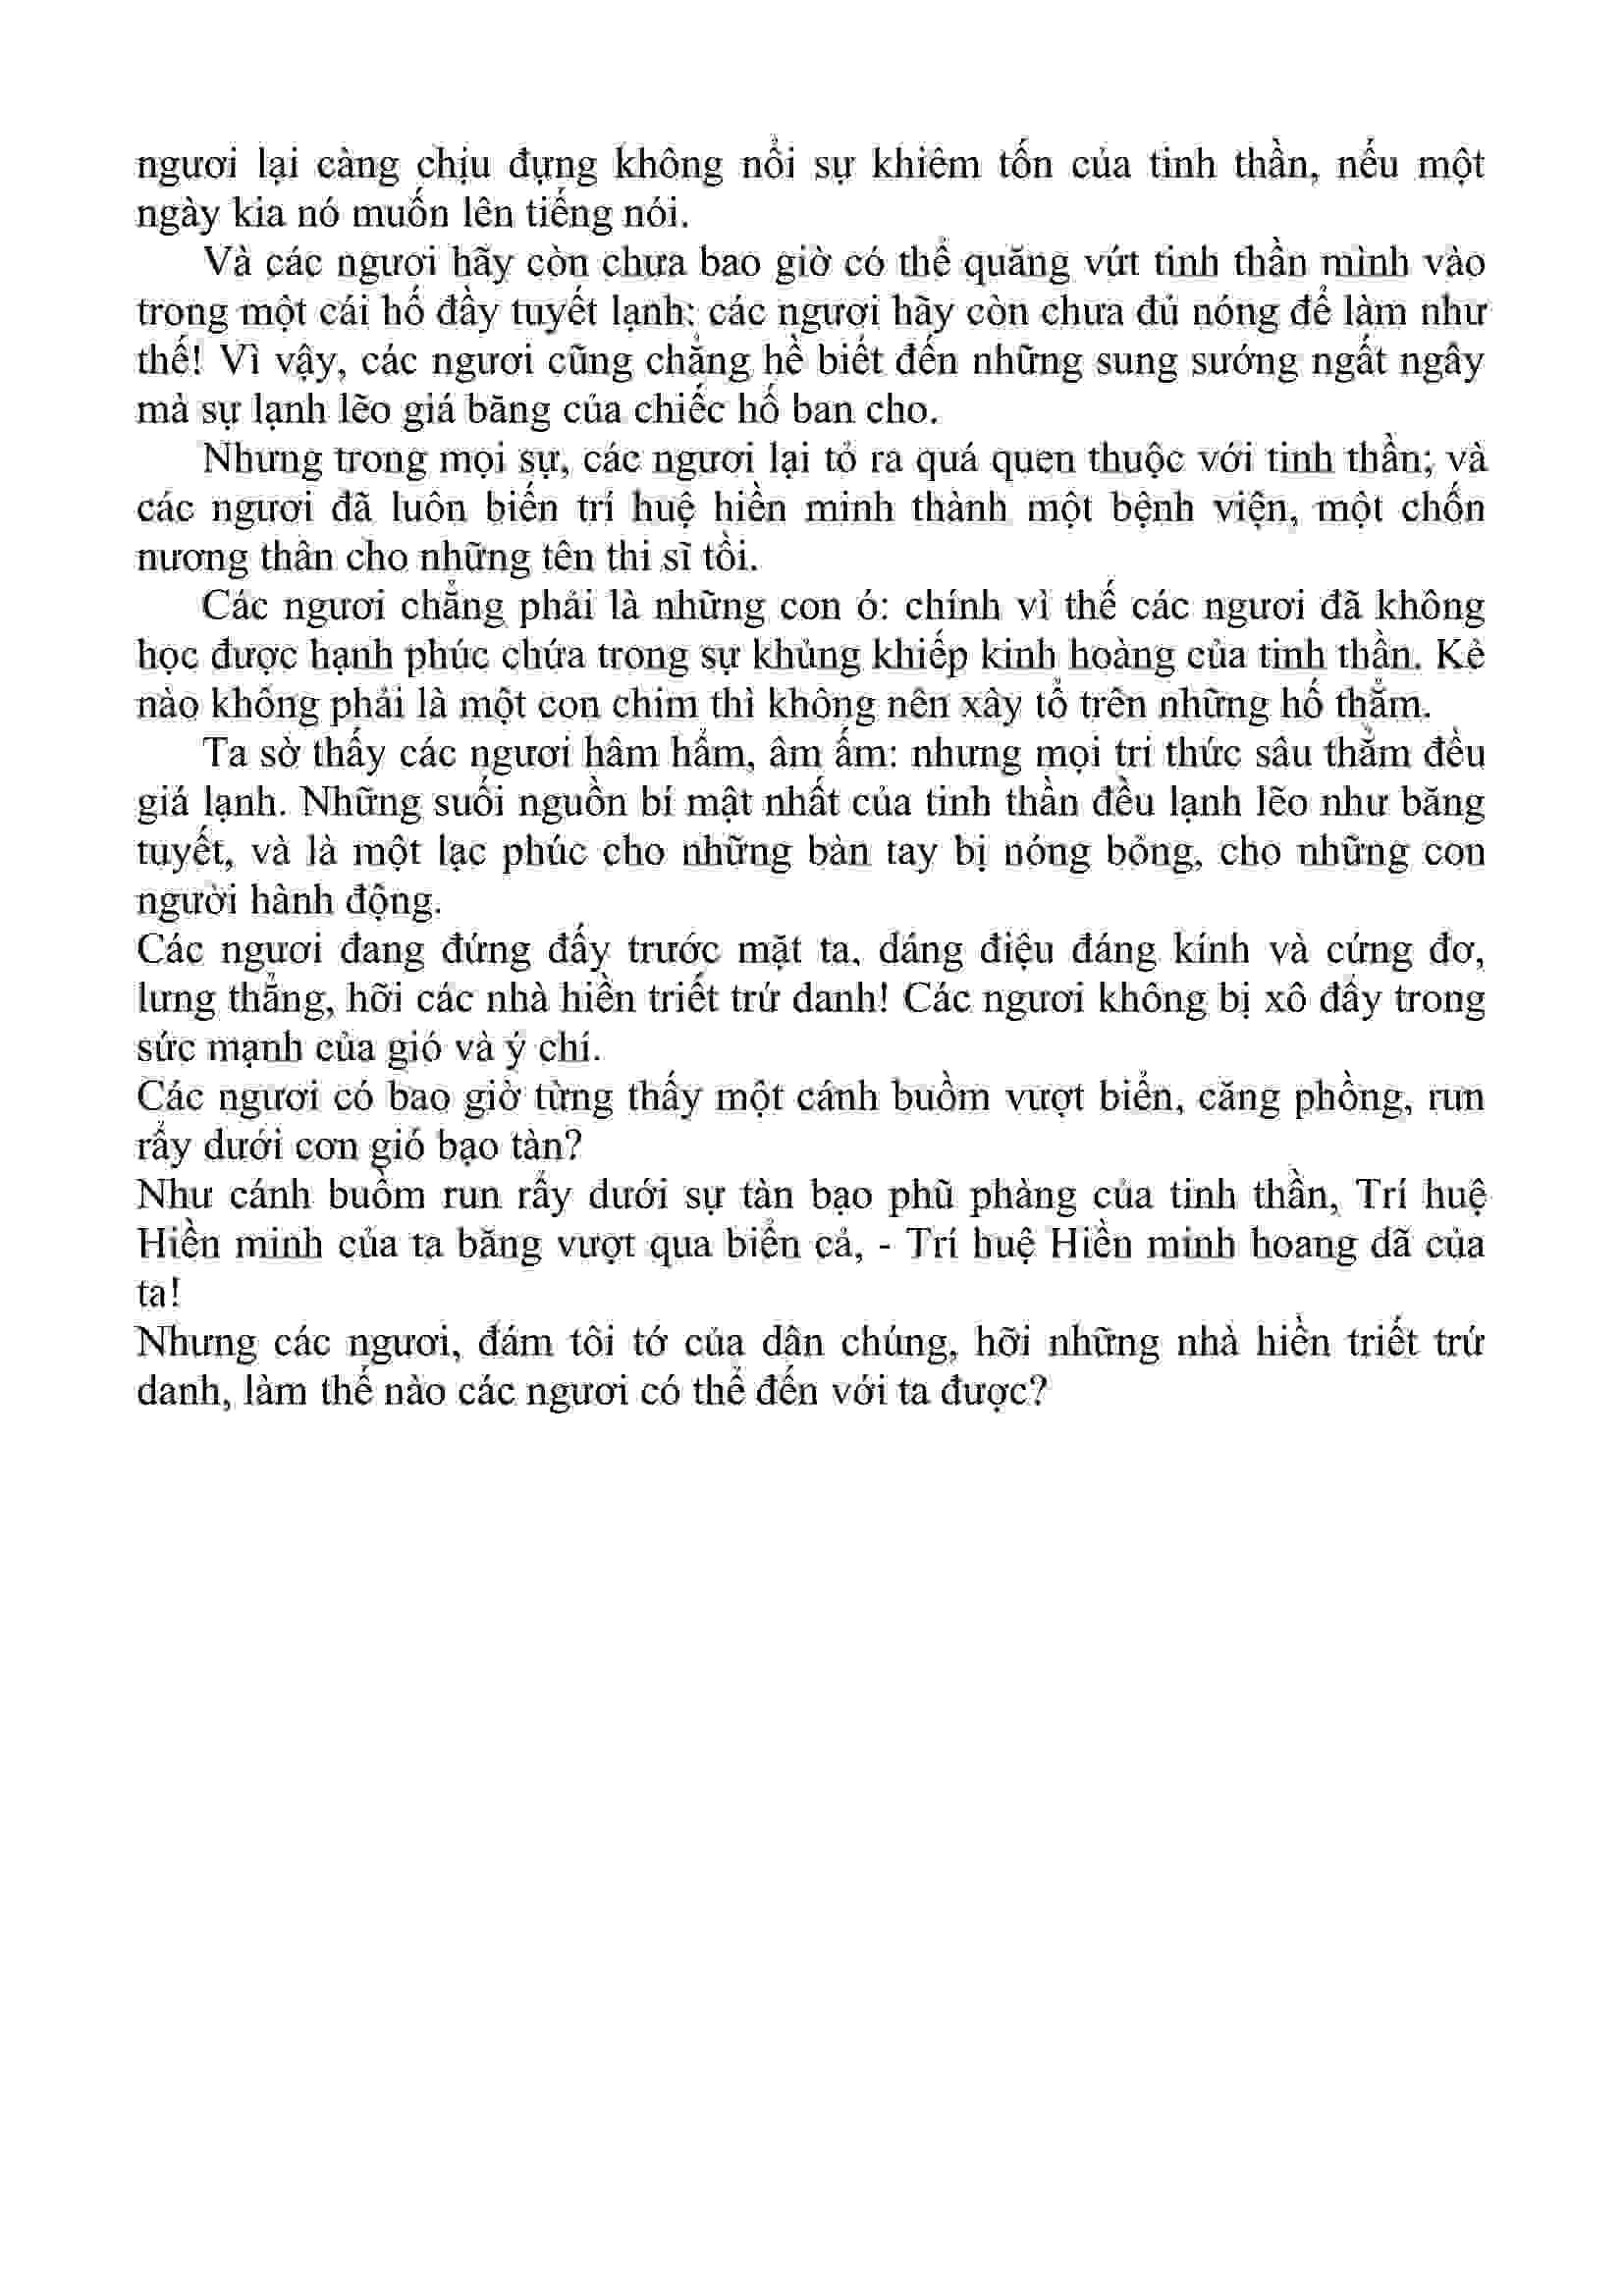 ngươi lại càng chịu đựng không nổi sự khiêm tốn của tinh thần, nếu một
ngày kia nó muốn lên tiếng nói.
Và các ngươi hãy còn chưa bao giờ có thể quăng vứt tinh thần mình vào
trong một cái hố đầy tuyết lạnh: các ngươi hãy còn chưa đủ nóng để làm như
thế! Vì vậy, các ngươi cũng chẳng hề biết đến những sung sướng ngất ngây
mà sự lạnh lẽo giá băng của chiếc hố ban cho.
Nhưng trong mọi sự, các ngươi lại tỏ ra quá quen thuộc với tinh thần; và
các ngươi đã luôn biến trí huệ hiền minh thành một bệnh viện, một chốn
nương thân cho những tên thi sĩ tồi.
Các ngươi chẳng phải là những con ó: chính vì thế các ngươi đã không
học được hạnh phúc chứa trong sự khủng khiếp kinh hoàng của tinh thần. Kẻ
nào không phải là một con chim thì không nên xây tổ trên những hố thẳm.
Ta sờ thấy các ngươi hâm hẩm, âm ấm: nhưng mọi tri thức sâu thẳm đều
giá lạnh. Những suối nguồn bí mật nhất của tinh thần đều lạnh lẽo như băng
tuyết, và là một lạc phúc cho những bàn tay bị nóng bỏng, cho những con
người hành động.
Các ngươi đang đứng đấy trước mặt ta, dáng điệu đáng kính và cứng đơ,
lưng thẳng, hỡi các nhà hiền triết trứ danh! Các ngươi không bị xô đẩy trong
sức mạnh của gió và ý chí.
Các ngươi có bao giờ từng thấy một cánh buồm vượt biển, căng phồng, run
rẩy dưới cơn gió bạo tàn?
Như cánh buồm run rẩy dưới sự tàn bạo phũ phàng của tinh thần, Trí huệ
Hiền minh của ta băng vượt qua biển cả, - Trí huệ Hiền minh hoang dã của
ta!
Nhưng các ngươi, đám tôi tớ của dân chúng, hỡi những nhà hiền triết trứ
danh, làm thế nào các ngươi có thể đến với ta được?